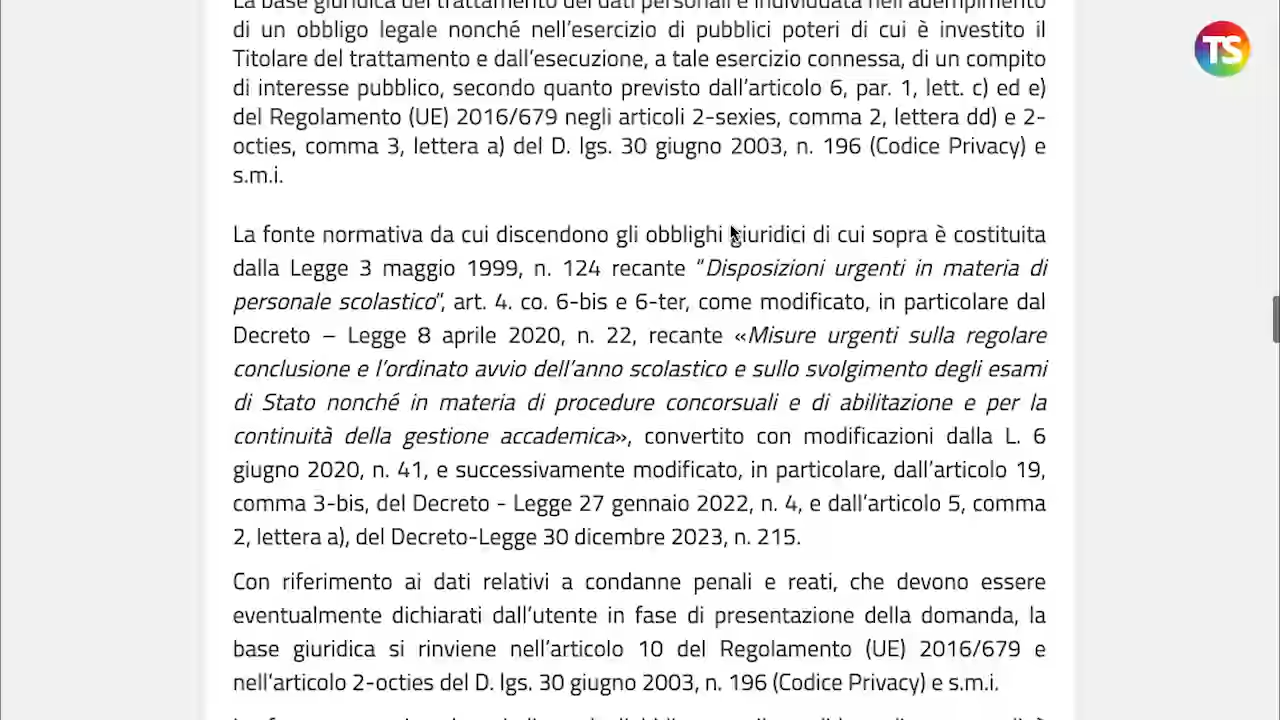 La base giuridica del trattamento dei dati personali è individuata nell'adempimento
di un obbligo legale nonché nell'esercizio di pubblici poteri di cui è investito il
Titolare del trattamento e dall'esecuzione, a tale esercizio connessa, di un compito
di interesse pubblico, secondo quanto previsto dall'articolo 6, par. 1, lett. c) ed e)
del Regolamento (UE) 2016/679 negli articoli 2-sexies, comma 2, lettera dd) e 2-
octies, comma 3, lettera a) del D. lgs. 30 giugno 2003, n. 196 (Codice Privacy) e
s.m.i.
TS
La fonte normativa da cui discendono gli obblighi giuridici di cui sopra è costituita
dalla Legge 3 maggio 1999, n. 124 recante "Disposizioni urgenti in materia di
personale scolastico", art. 4. co. 6-bis e 6-ter, come modificato, in particolare dal
Decreto – Legge 8 aprile 2020, n. 22, recante «Misure urgenti sulla regolare
conclusione e l'ordinato avvio dell'anno scolastico e sullo svolgimento degli esami
di Stato nonché in materia di procedure concorsuali e di abilitazione e per la
continuità della gestione accademica», convertito con modificazioni dalla L. 6
giugno 2020, n. 41, e successivamente modificato, in particolare, dall'articolo 19,
comma 3-bis, del Decreto - Legge 27 gennaio 2022, n. 4, e dall'articolo 5, comma
2, lettera a), del Decreto-Legge 30 dicembre 2023, n. 215.
Con riferimento ai dati relativi a condanne penali e reati, che devono essere
eventualmente dichiarati dall'utente in fase di presentazione della domanda, la
base giuridica si rinviene nell'articolo 10 del Regolamento (UE) 2016/679 e
nell'articolo 2-octies del D. lgs. 30 giugno 2003, n. 196 (Codice Privacy) e s.m.i.